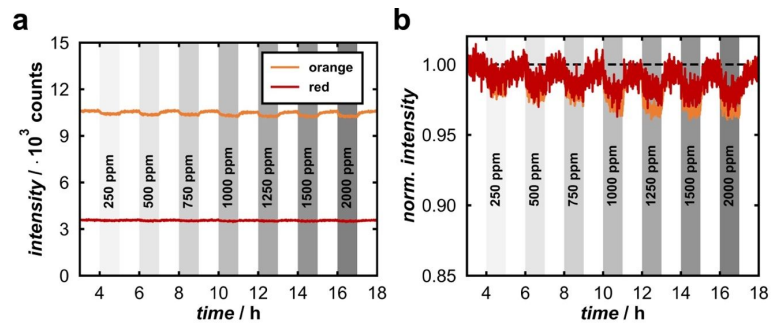 a
intensity / ·10³ counts
15
12
9
6
3
0
orange
red
250 ppm
500 ppm
750 ppm
1000 ppm
1250 ppm
1500 ppm
2000 ppm
4 6 8 10 12 14 16 18
time / h
b
norm. intensity
1.00
0.95
0.90
0.85
250 ppm
500 ppm
750 ppm
1000 ppm
1250 ppm
1500 ppm
2000 ppm
4 6 8 10 12 14 16 18
time / h